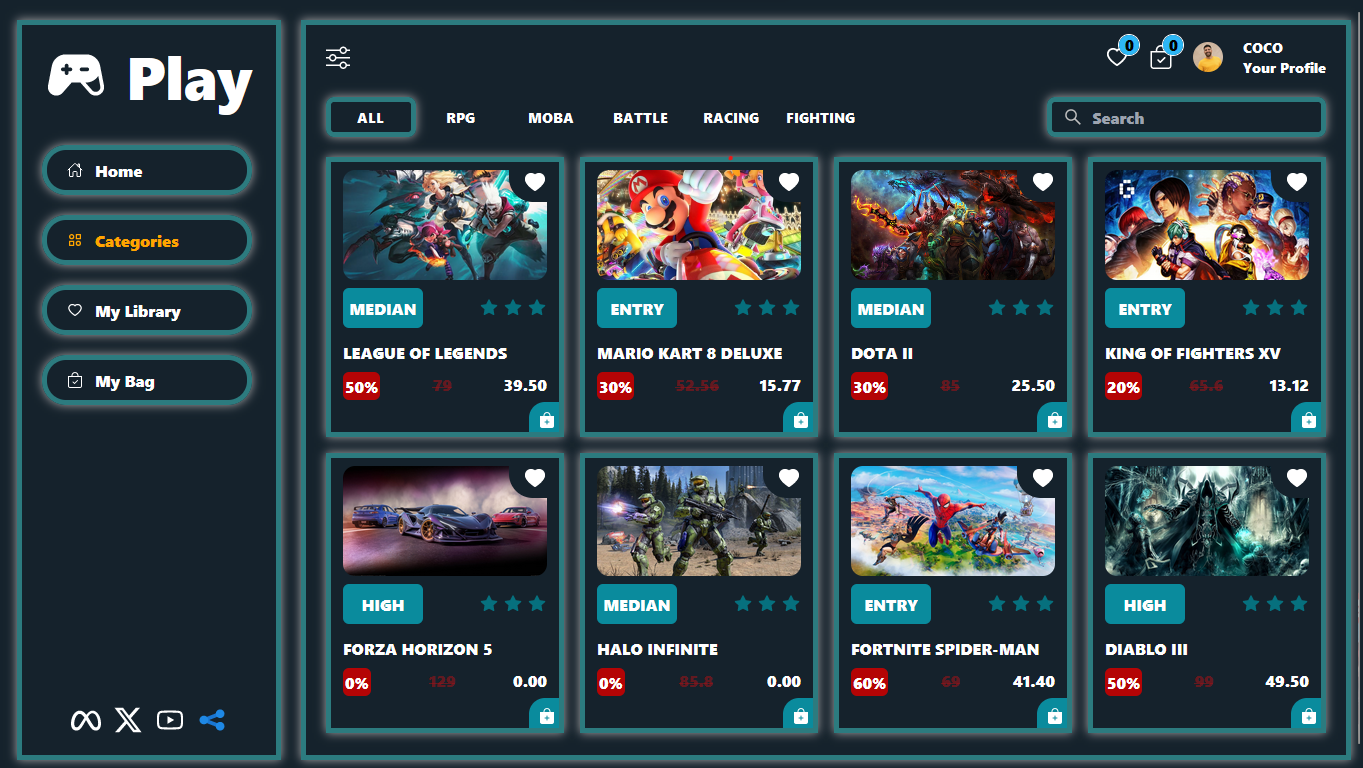 Play
Home
Categories
My Library
My Bag
0
0
COCO
Your Profile
ALL RPG MOBA BATTLE RACING FIGHTING
Search
MEDIAN
LEAGUE OF LEGENDS
50% 79 39.50
M
ENTRY
MARIO KART 8 DELUXE
30% 52.56 15.77
MEDIAN
DOTA II
30% 85 25.50
G
ENTRY
KING OF FIGHTERS XV
20% 65.6 13.12
HIGH
FORZA HORIZON 5
0% 129 0.00
MEDIAN
HALO INFINITE
0% 85.8 0.00
ENTRY
FORTNITE SPIDER-MAN
60% 69 41.40
HIGH
DIABLO III
50% 99 49.50